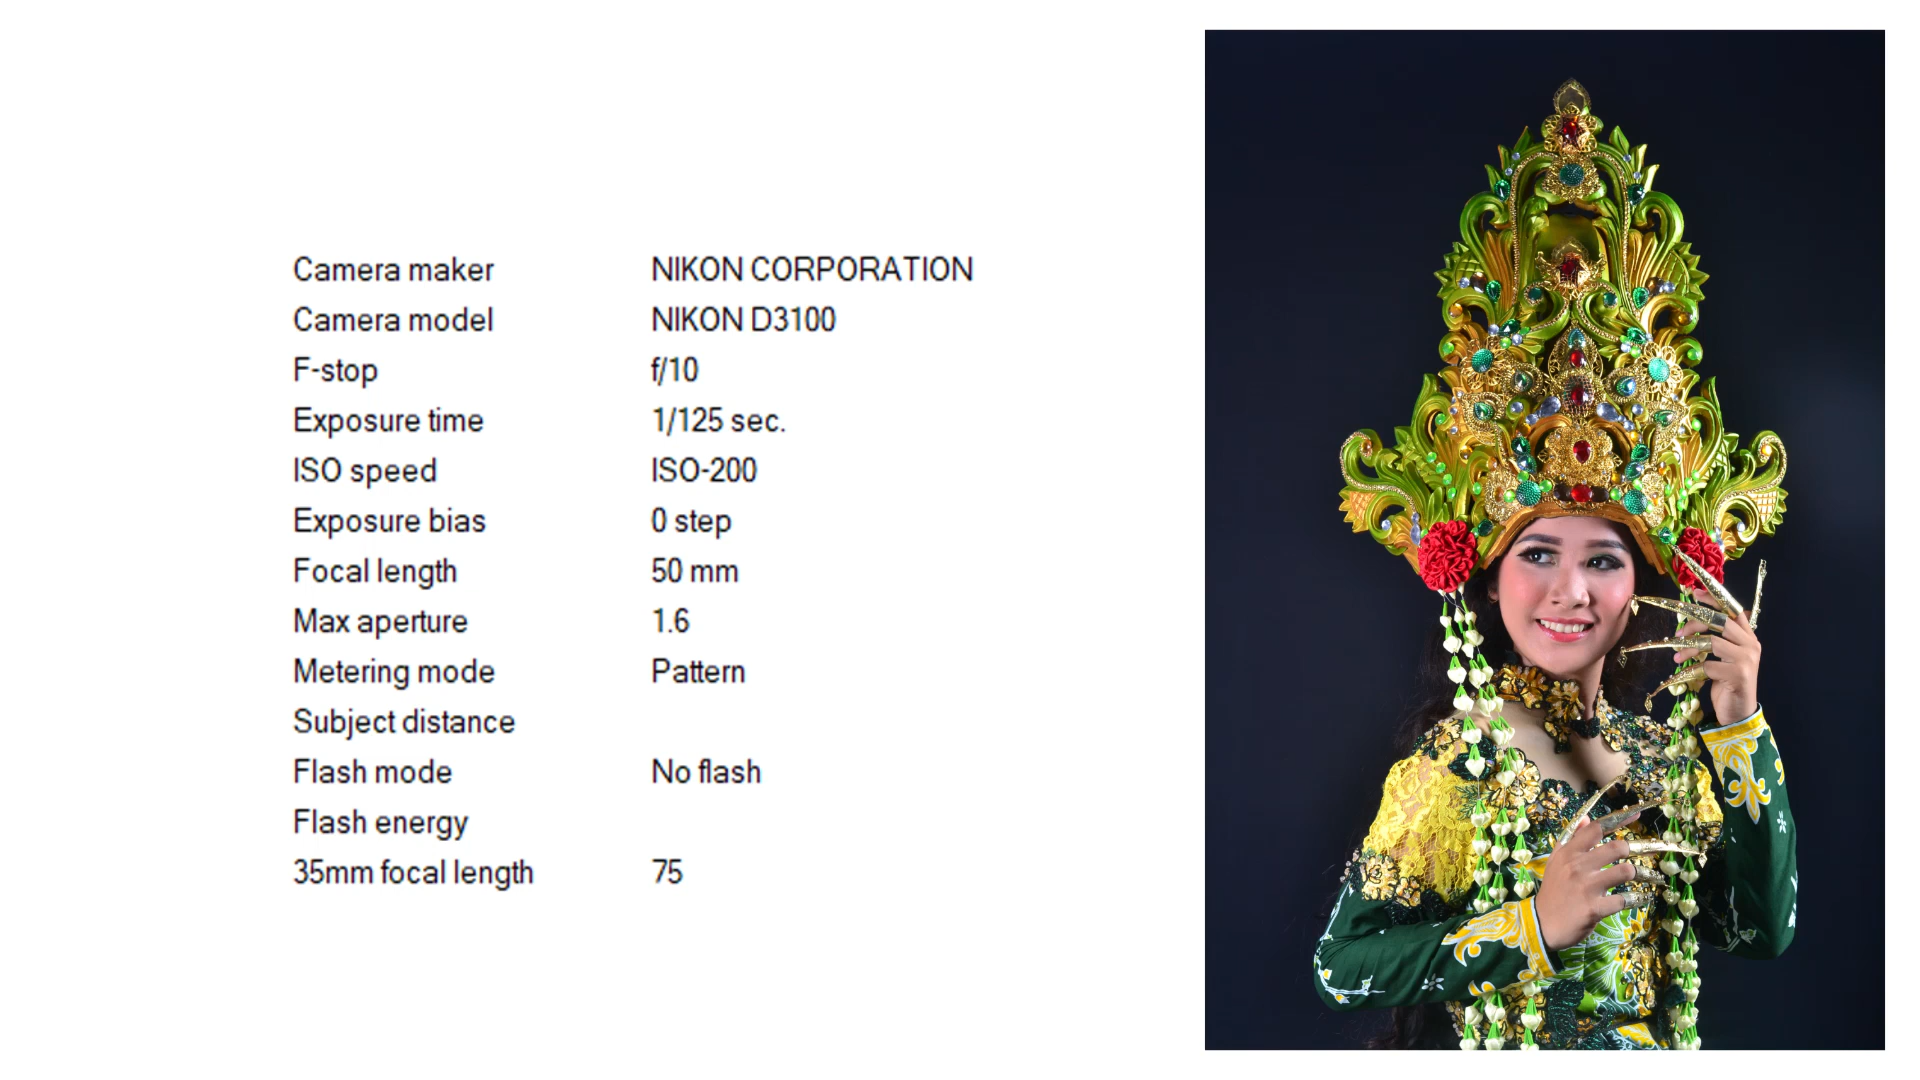 Camera maker NIKON CORPORATION
Camera model NIKON D3100
F-stop f/10
Exposure time 1/125 sec.
ISO speed ISO-200
Exposure bias 0 step
Focal length 50 mm
Max aperture 1.6
Metering mode Pattern
Subject distance
Flash mode No flash
Flash energy
35mm focal length 75